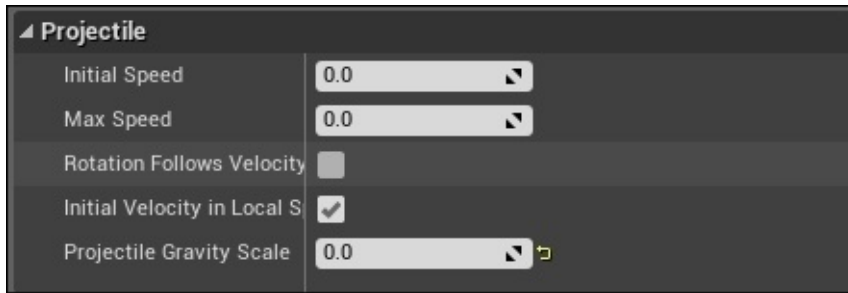 Projectile
Initial Speed 0.0
Max Speed 0.0
Rotation Follows Velocity
Initial Velocity in Local S
Projectile Gravity Scale 0.0